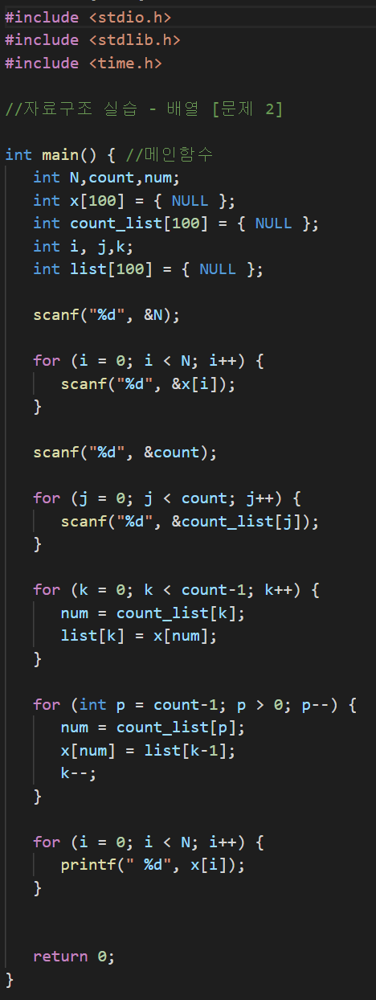 #include <stdio.h>
#include <stdlib.h>
#include <time.h>
//자료구조 실습 - 배열 [문제 2]
int main() { //메인함수
int N,count,num;
int x[100] = { NULL };
int count_list[100] = { NULL };
int i, j,k;
int list[100] = { NULL };
scanf("%d", &N);
for (i = 0; i < N; i++) {
scanf("%d", &x[i]);
}
scanf("%d", &count);
for (j = 0; j < count; j++) {
scanf("%d", &count_list[j]);
}
for (k = 0; k < count-1; k++) {
num = count_list[k];
list[k] = x[num];
}
for (int p = count-1; p > 0; p--) {
num = count_list[p];
x[num] = list[k-1];
k--;
}
for (i = 0; i < N; i++) {
printf(" %d", x[i]);
}
return 0;
}